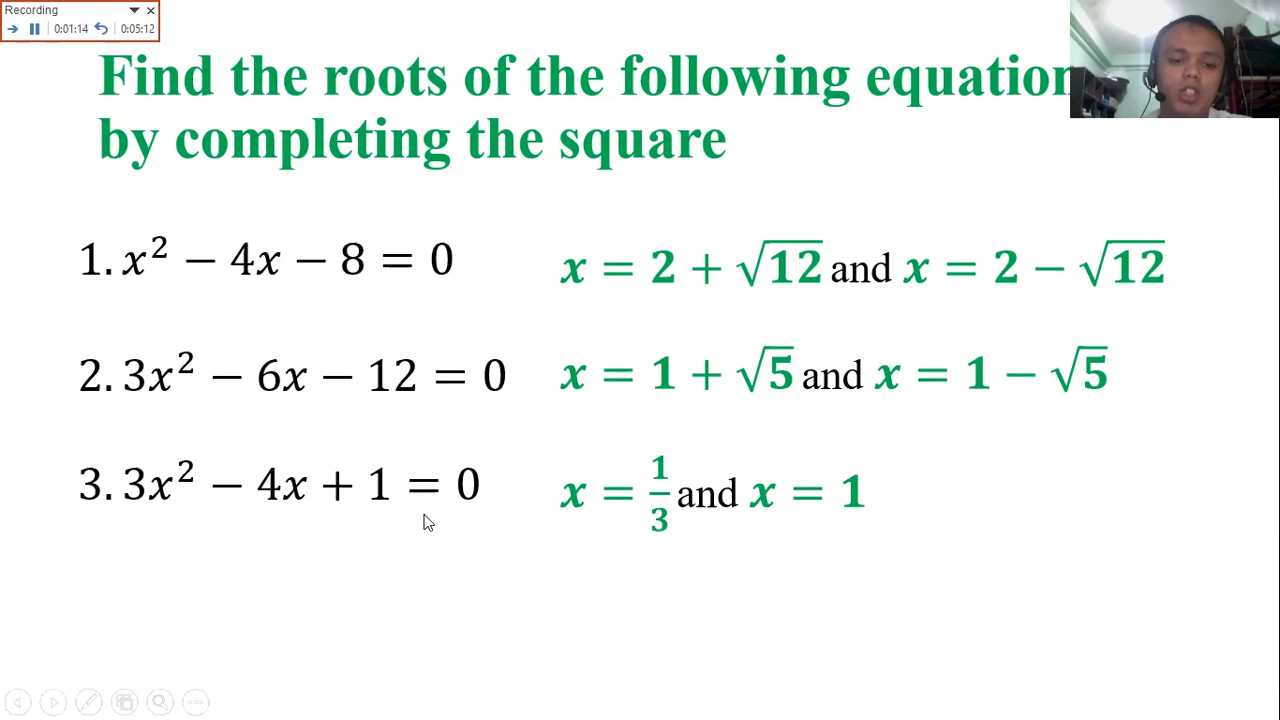 Recording
0:01:14 0:05:12
Find the roots of the following equation
by completing the square
1. x² − 4x − 8 = 0 x = 2 + √12 and x = 2 − √12
2. 3x² − 6x − 12 = 0 x = 1 + √5 and x = 1 − √5
3. 3x² − 4x + 1 = 0 x = 1/3 and x = 1